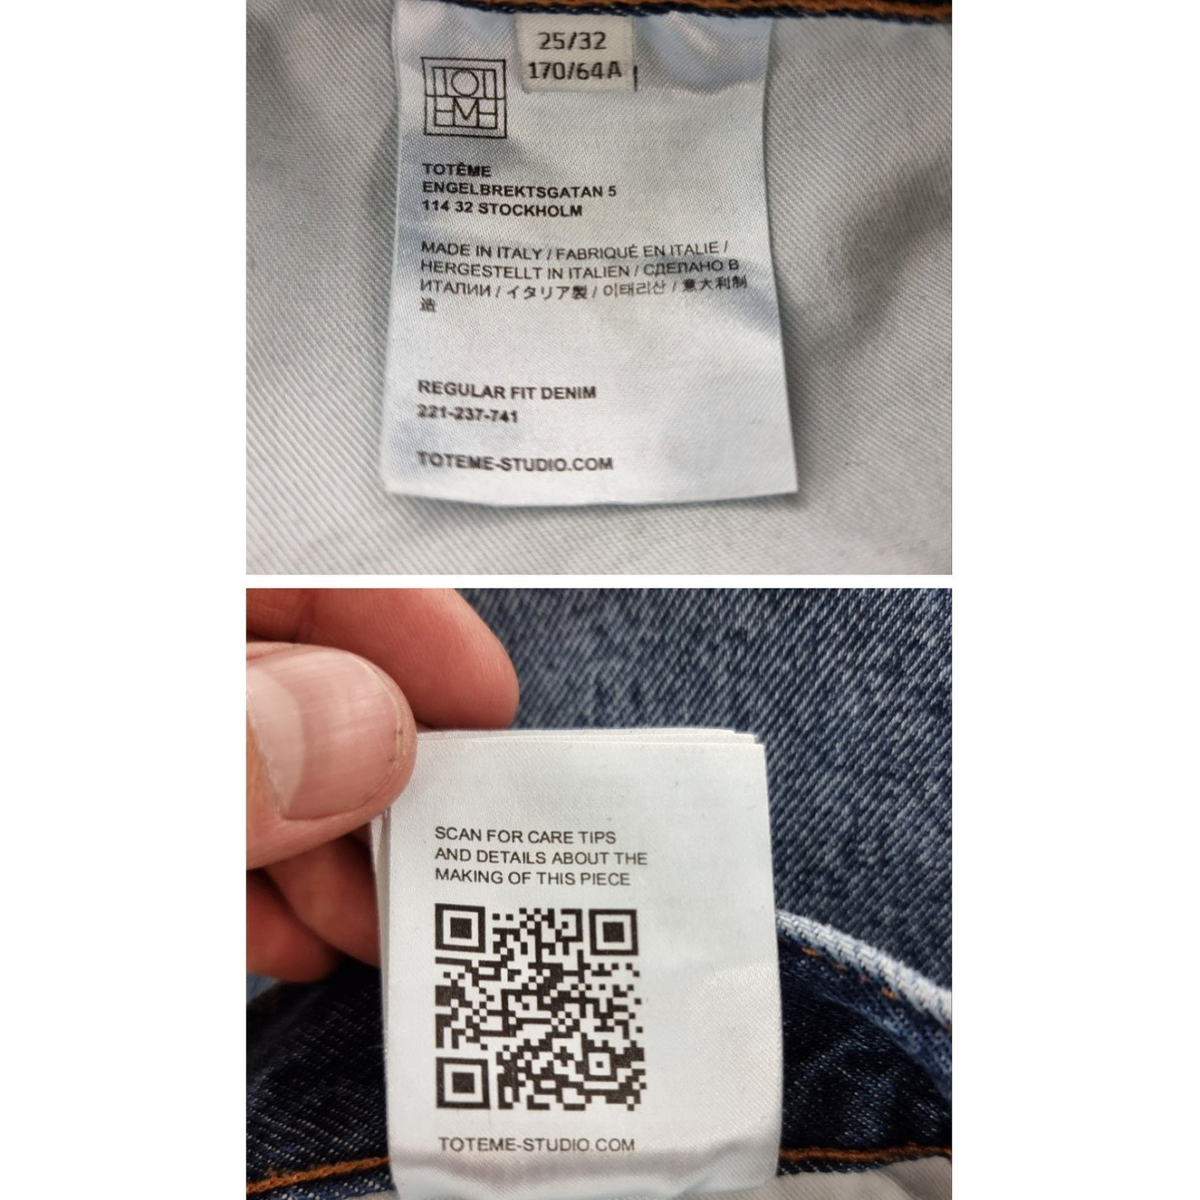 25/32
170/64A
TOTÊME
TOTÊME
ENGELBREKTSGATAN 5
114 32 STOCKHOLM
MADE IN ITALY / FABRIQUÉ EN ITALIE /
HERGESTELLT IN ITALIEN / СДЕЛАНО В
ИТАЛИИ / イタリア製 / 이태리산 / 意大利制
造
REGULAR FIT DENIM
221-237-741
TOTEME-STUDIO.COM
SCAN FOR CARE TIPS
AND DETAILS ABOUT THE
MAKING OF THIS PIECE
TOTEME-STUDIO.COM